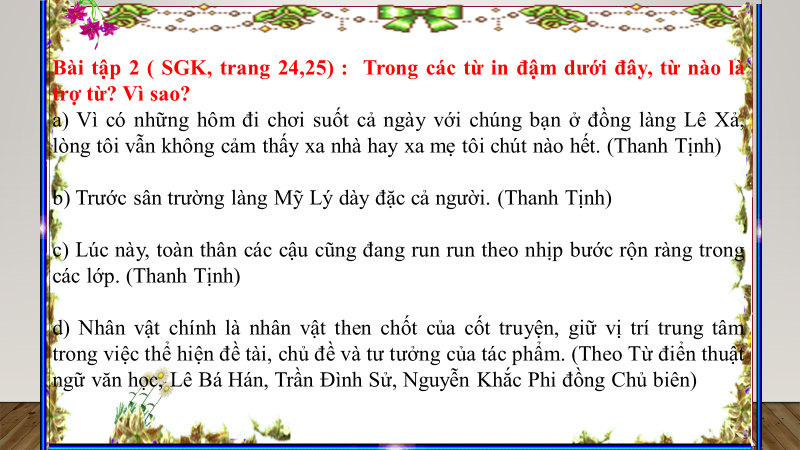 Bài tập 2 ( SGK, trang 24,25) : Trong các từ in đậm dưới đây, từ nào là
trợ từ? Vì sao?
a) Vì có những hôm đi chơi suốt cả ngày với chúng bạn ở đồng làng Lê Xá,
lòng tôi vẫn không cảm thấy xa nhà hay xa mẹ tôi chút nào hết. (Thanh Tịnh)
b) Trước sân trường làng Mỹ Lý dày đặc cả người. (Thanh Tịnh)
c) Lúc này, toàn thân các cậu cũng đang run run theo nhịp bước rộn ràng trong
các lớp. (Thanh Tịnh)
d) Nhân vật chính là nhân vật then chốt của cốt truyện, giữ vị trí trung tâm
trong việc thể hiện đề tài, chủ đề và tư tưởng của tác phẩm. (Theo Từ điển thuật
ngữ văn học, Lê Bá Hán, Trần Đình Sử, Nguyễn Khắc Phi đồng Chủ biên)